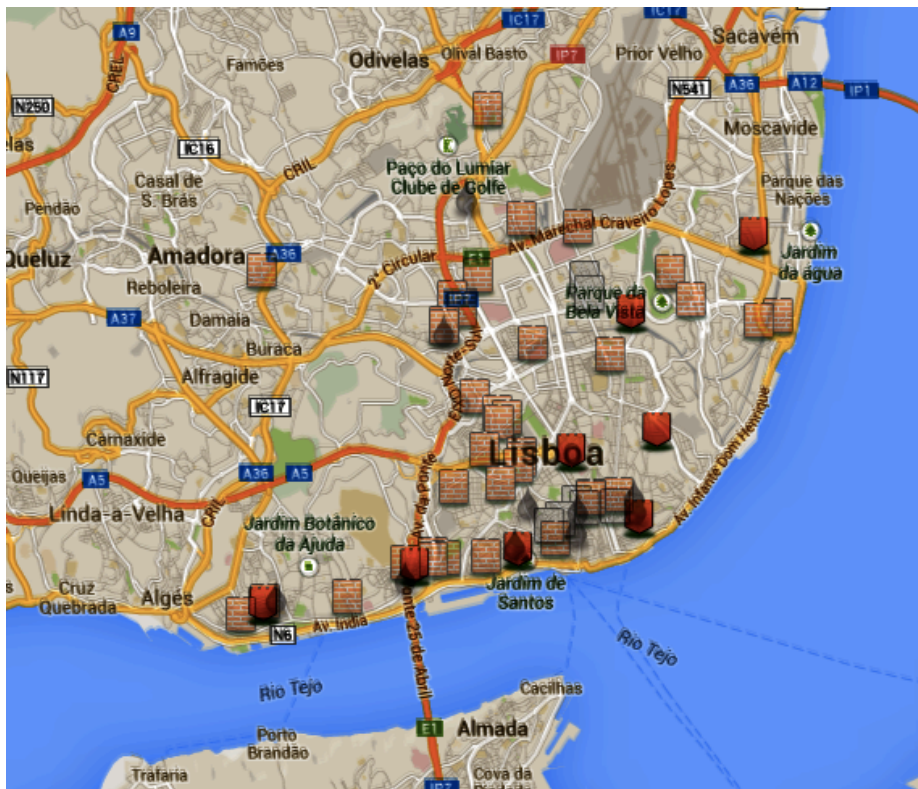 IC17
IC17
A9
Sacavém
Famões
Odivelas
Olival Basto
IP7
Prior Velho
CREL
N541
A36
A12
IP1
N250
elas
IC16
Moscavide
CRIL
Paço do Lumiar
Clube de Golfe
Casal de
S. Brás
Parque das
Nações
Pendão
Av. Marechal Craveiro Lopes
Queluz
Amadora
A36
2ª Circular
Jardim
da água
Reboleira
Parque da
Bela Vista
IP7
A37
Damaia
Eixo Norte-Sul
Buraca
N117
Alfragide
IC17
Carnaxide
Lisboa
Queijas
A5
A36
A5
Av. da Ponte
Av. Infante Dom Henrique
Linda-a-Velha
CRIL
Jardim Botânico
da Ajuda
Cruz
Quebrada
Algés
Jardim de
Santos
N6
Av. Índia
Ponte 25 de Abril
Rio Tejo
Rio Tejo
Cacilhas
E1
Almada
Porto
Brandão
Trafaria
Cova da
IP7